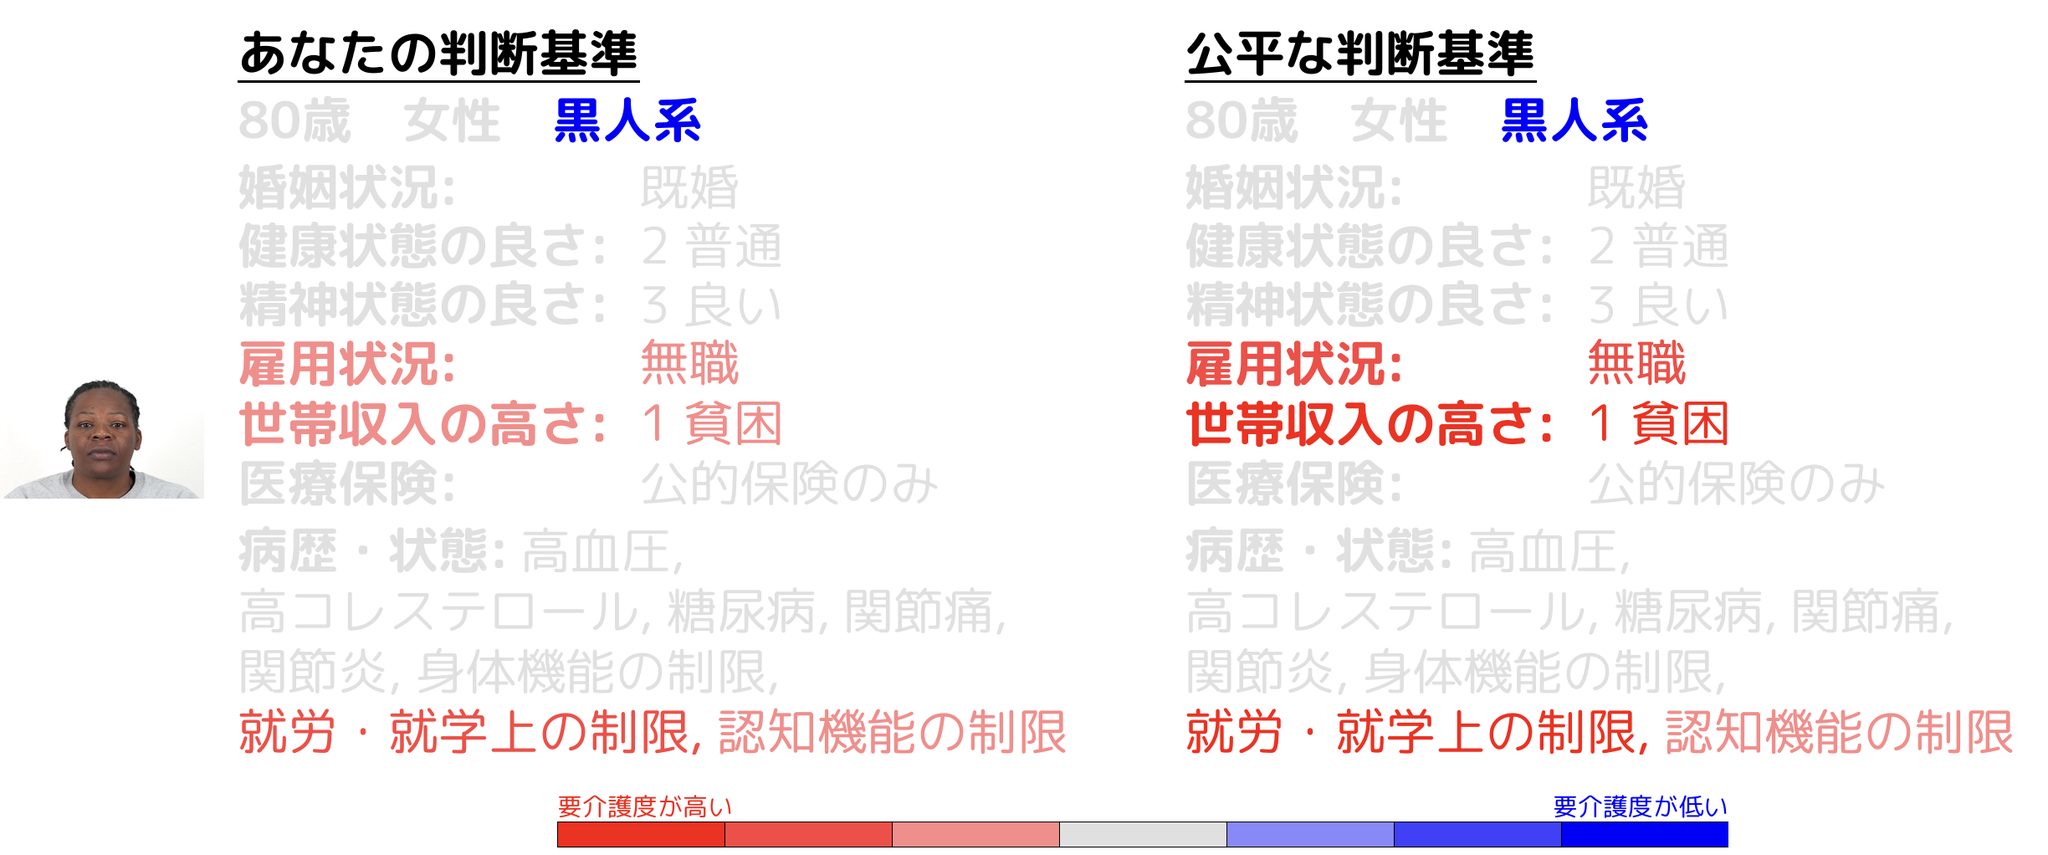 あなたの判断基準
80歳 女性 黒人系
婚姻状況: 既婚
健康状態の良さ: 2 普通
精神状態の良さ: 3 良い
雇用状況: 無職
世帯収入の高さ: 1 貧困
医療保険: 公的保険のみ
病歴・状態: 高血圧,
高コレステロール, 糖尿病, 関節痛,
関節炎, 身体機能の制限,
就労・就学上の制限, 認知機能の制限
公平な判断基準
80歳 女性 黒人系
婚姻状況: 既婚
健康状態の良さ: 2 普通
精神状態の良さ: 3 良い
雇用状況: 無職
世帯収入の高さ: 1 貧困
医療保険: 公的保険のみ
病歴・状態: 高血圧,
高コレステロール, 糖尿病, 関節痛,
関節炎, 身体機能の制限,
就労・就学上の制限, 認知機能の制限
要介護度が高い
要介護度が低い